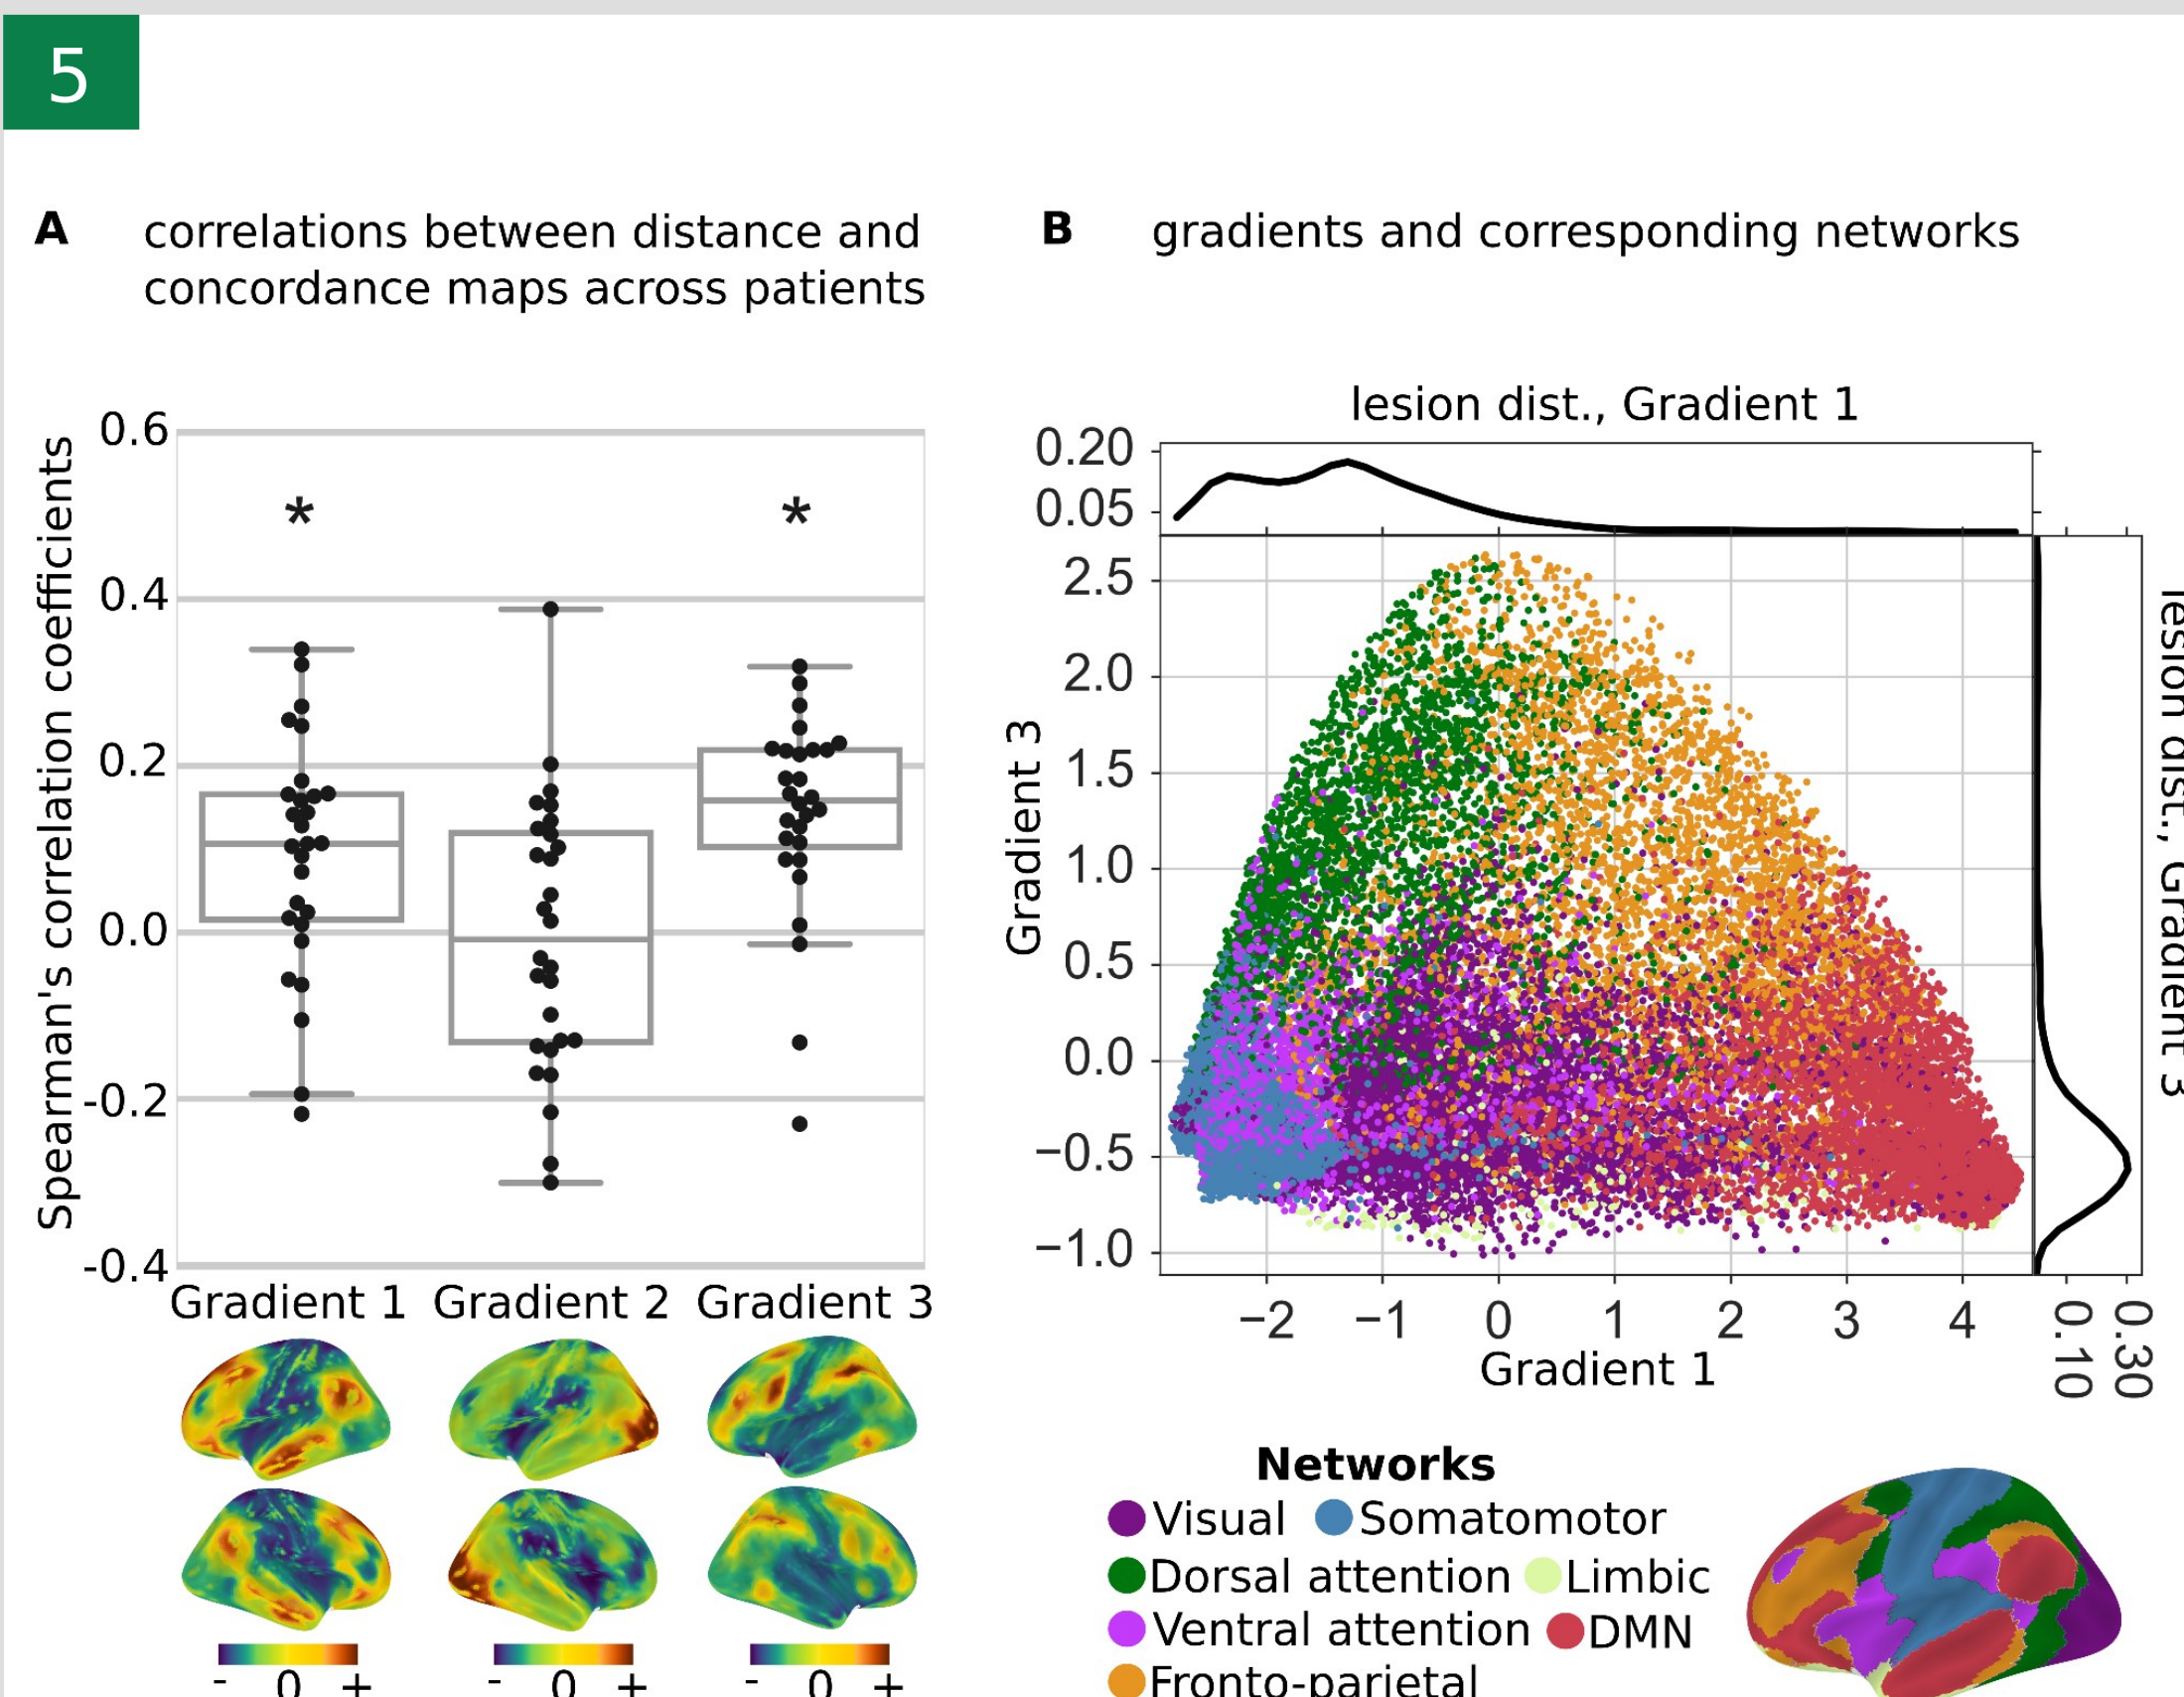 5
A correlations between distance and
concordance maps across patients
Spearman's correlation coefficients
0.6
0.4
0.2
0.0
-0.2
-0.4
*
*
Gradient 1 Gradient 2 Gradient 3
- 0 + - 0 + - 0 +
B gradients and corresponding networks
lesion dist., Gradient 1
0.20
0.05
Gradient 3
2.5
2.0
1.5
1.0
0.5
0.0
−0.5
−1.0
−2 −1 0 1 2 3 4
Gradient 1
0.10 0.30
lesion dist., Gradient 3
Networks
Visual Somatomotor
Dorsal attention Limbic
Ventral attention DMN
Fronto-parietal